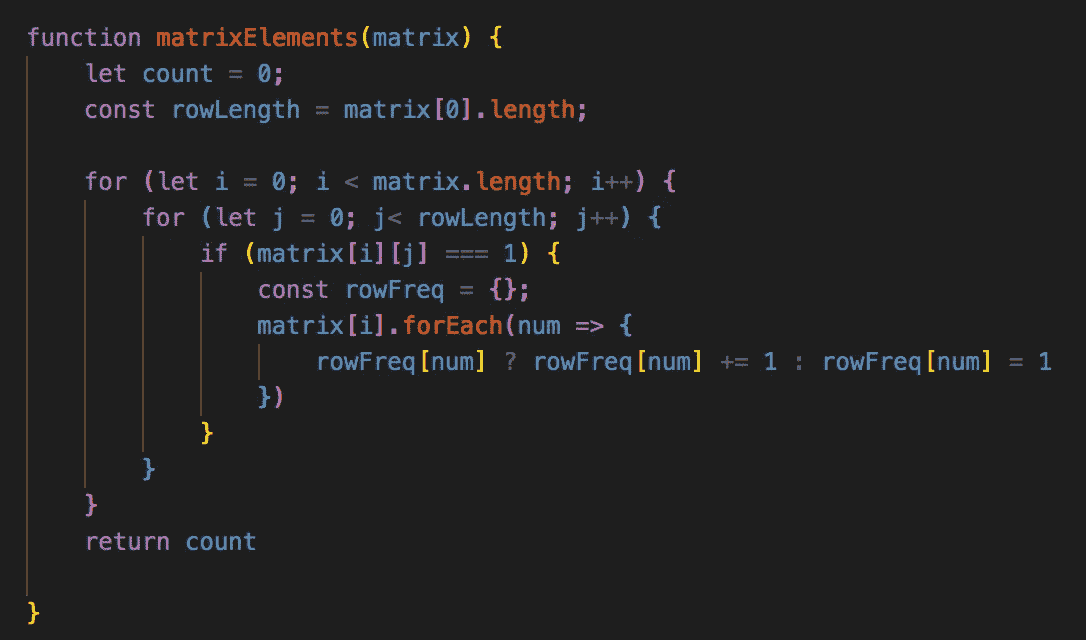 function matrixElements(matrix) {
let count = 0;
const rowLength = matrix[0].length;
for (let i = 0; i < matrix.length; i++) {
for (let j = 0; j< rowLength; j++) {
if (matrix[i][j] === 1) {
const rowFreq = {};
matrix[i].forEach(num => {
rowFreq[num] ? rowFreq[num] += 1 : rowFreq[num] = 1
})
}
}
}
return count
}